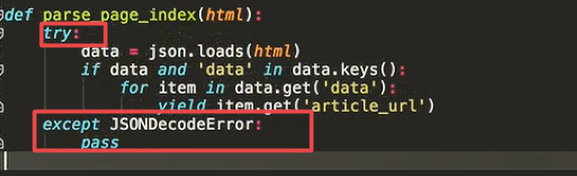 def parse_page_index(html):
    try:
        data = json.loads(html)
        if data and 'data' in data.keys():
            for item in data.get('data'):
                yield item.get('article_url')
    except JSONDecodeError:
        pass